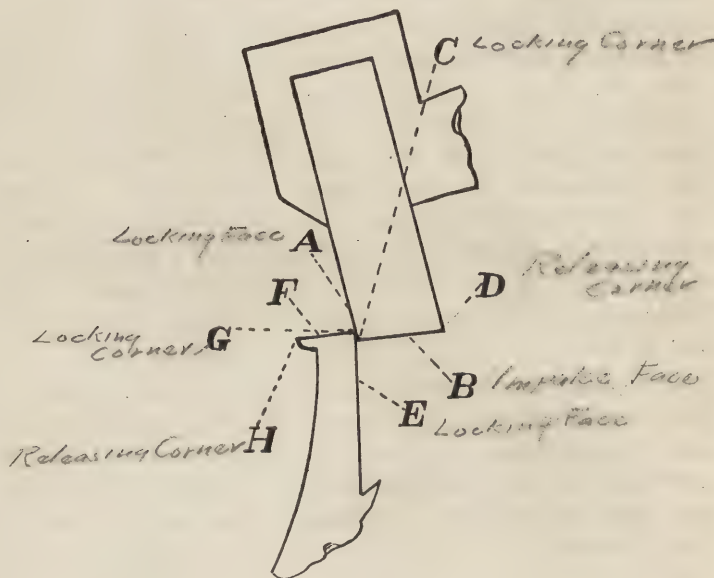 C Locking Corner
Locking Face A
D Releasing
Corner
F
Locking
Corner G
B Impulse Face
E Locking Face
Releasing Corner H